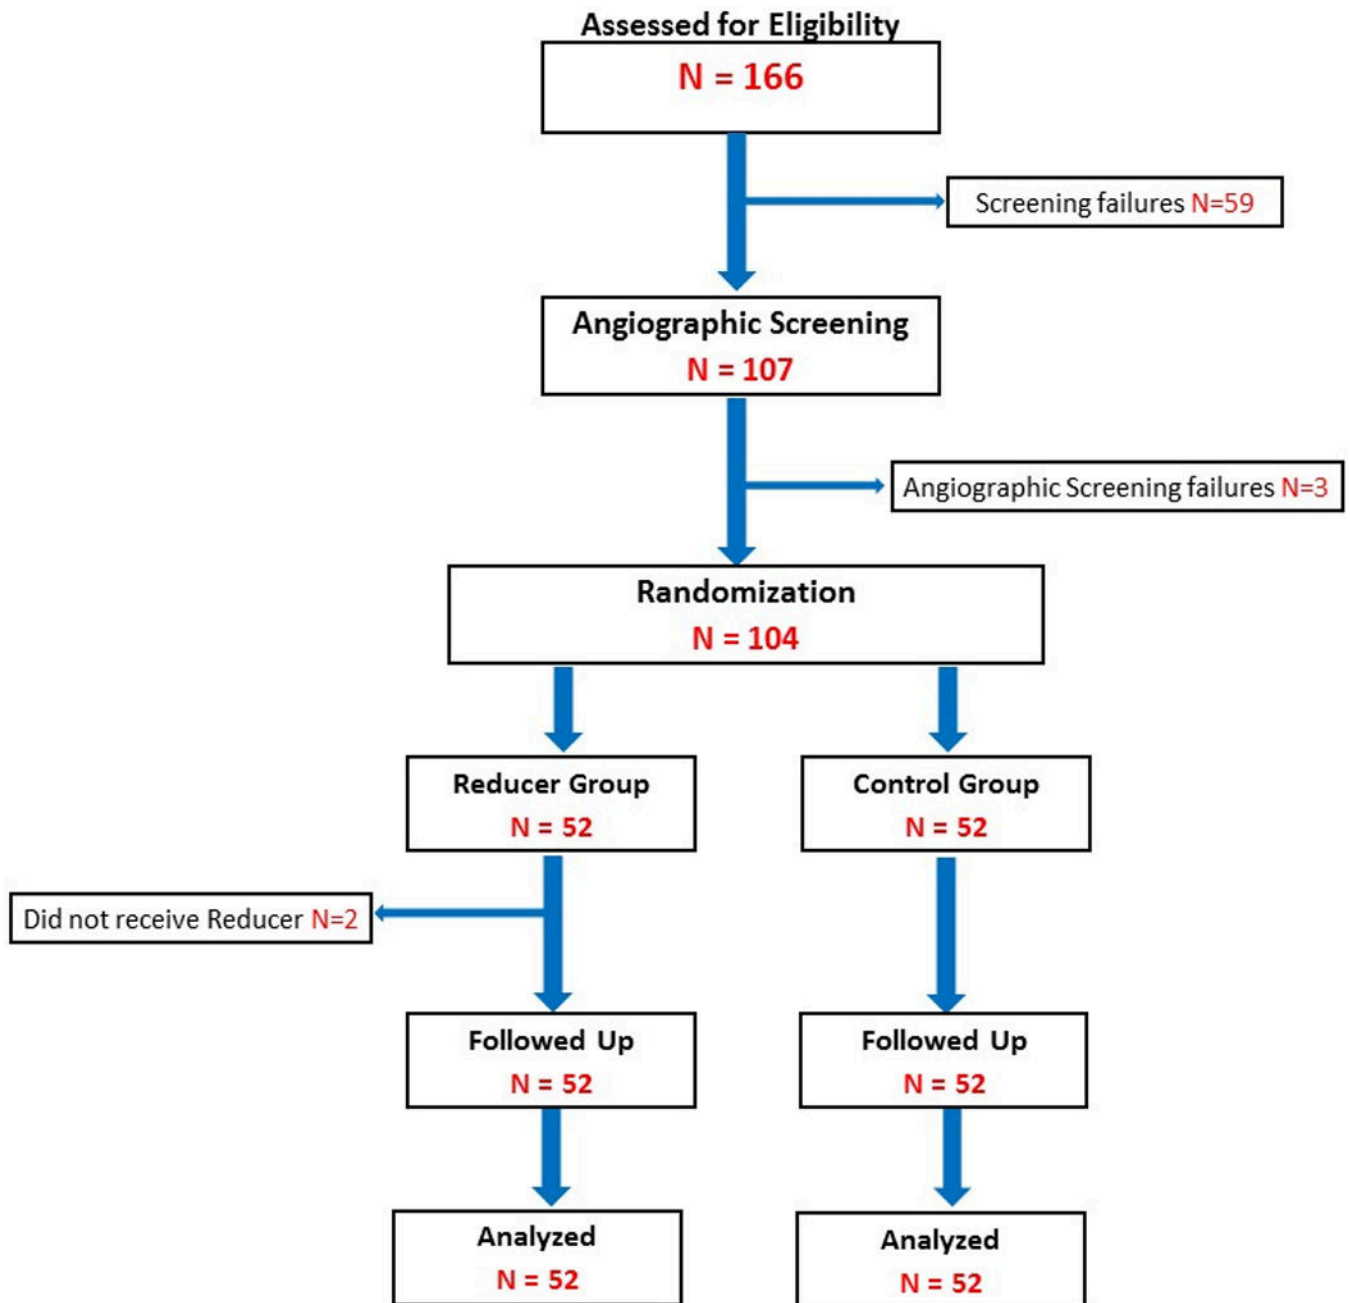 Assessed for Eligibility
N = 166
Screening failures N=59
Angiographic Screening
N = 107
Angiographic Screening failures N=3
Randomization
N = 104
Reducer Group
N = 52
Control Group
N = 52
Did not receive Reducer N=2
Followed Up
N = 52
Followed Up
N = 52
Analyzed
N = 52
Analyzed
N = 52